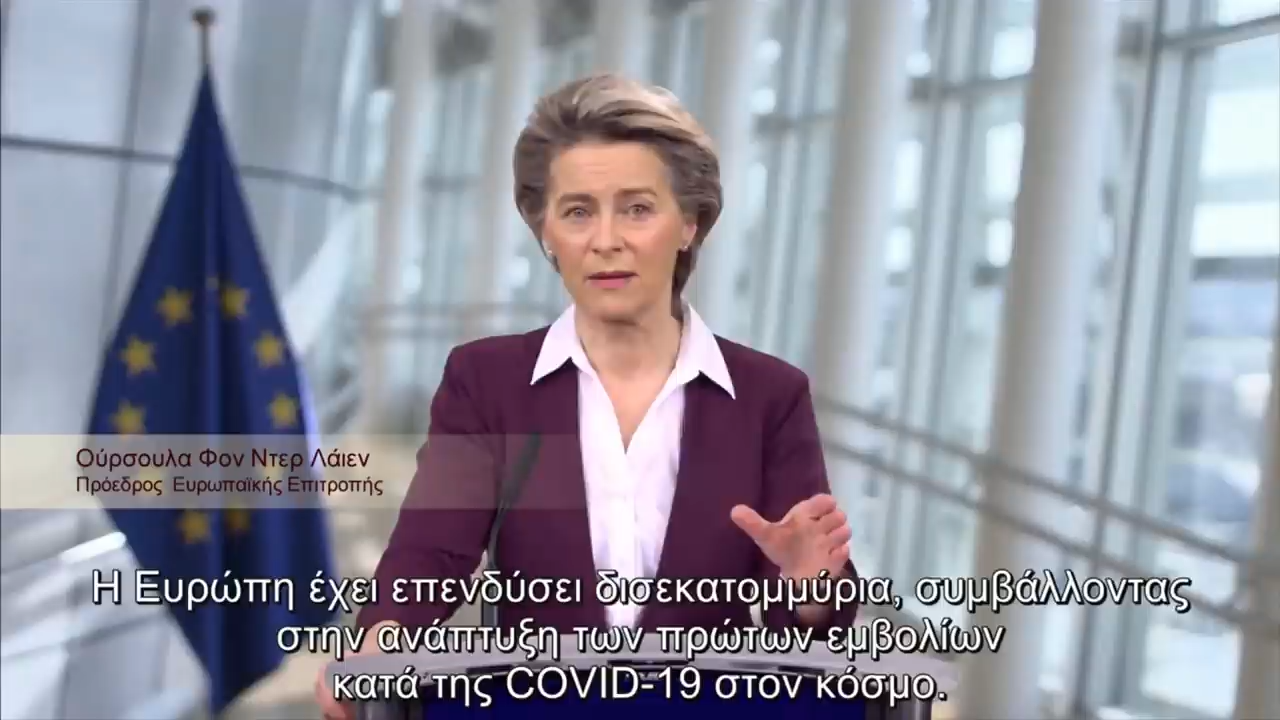 Ούρσουλα Φον Ντερ Λάιεν
Πρόεδρος Ευρωπαϊκής Επιτροπής
Η Ευρώπη έχει επενδύσει δισεκατομμύρια, συμβάλλοντας
στην ανάπτυξη των πρώτων εμβολίων
κατά της COVID-19 στον κόσμο.